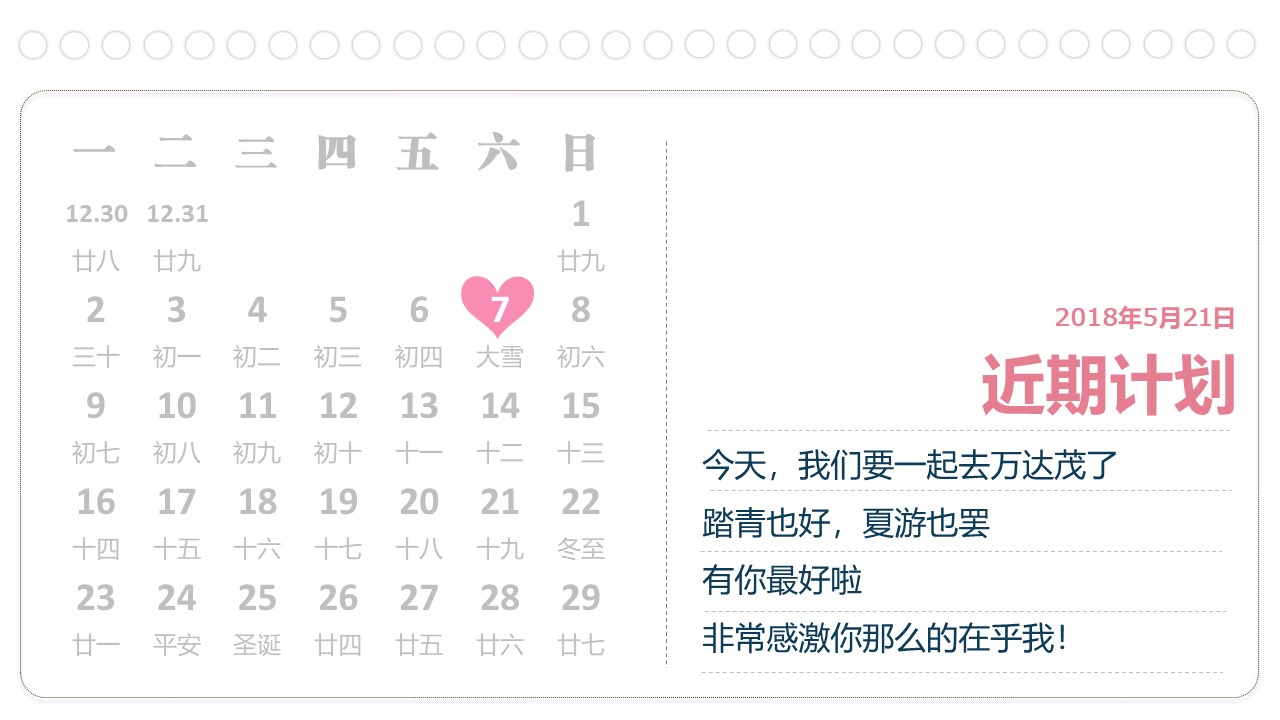 一 二 三 四 五 六 日
12.30 12.31 1
廿八 廿九 廿九
2 3 4 5 6 7 8
三十 初一 初二 初三 初四 大雪 初六
9 10 11 12 13 14 15
初七 初八 初九 初十 十一 十二 十三
16 17 18 19 20 21 22
十四 十五 十六 十七 十八 十九 冬至
23 24 25 26 27 28 29
廿一 平安 圣诞 廿四 廿五 廿六 廿七
2018年5月21日
近期计划
今天，我们要一起去万达茂了
踏青也好，夏游也罢
有你最好啦
非常感激你那么的在乎我！